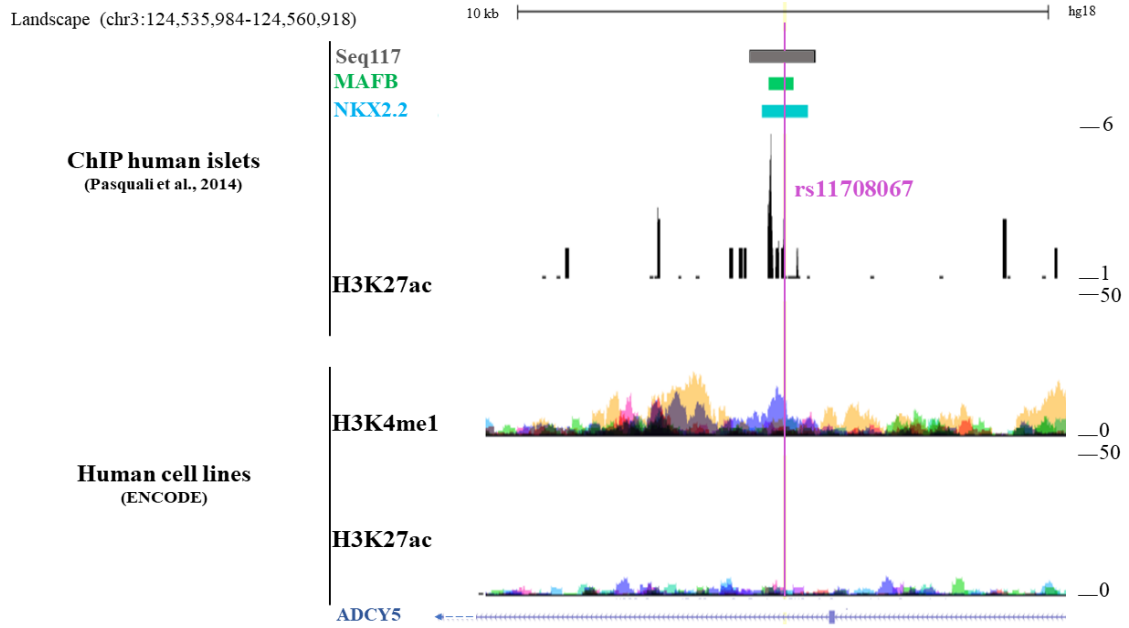 Landscape (chr3:124,535,984-124,560,918)
10 kb
hg18
Seq117
MAFB
NKX2.2
6
ChIP human islets
(Pasquali et al., 2014)
rs11708067
H3K27ac
1
50
H3K4me1
0
50
Human cell lines
(ENCODE)
H3K27ac
0
ADCY5